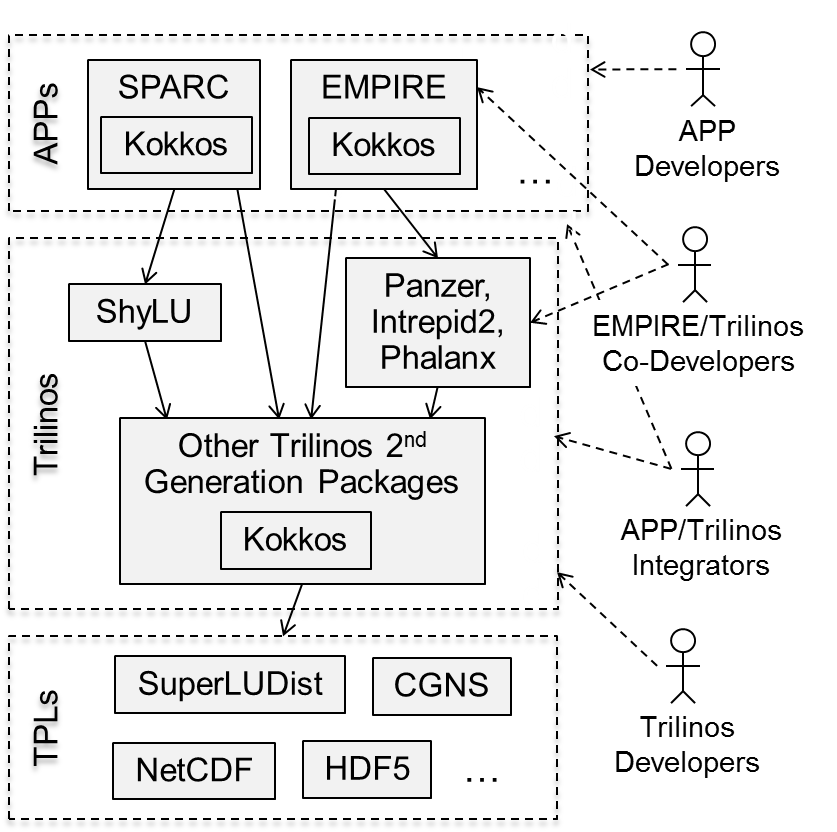 APPs
SPARC
Kokkos
EMPIRE
Kokkos
...
APP
Developers
Trilinos
ShyLU
Panzer,
Intrepid2,
Phalanx
EMPIRE/Trilinos
Co-Developers
Other Trilinos 2nd
Generation Packages
Kokkos
APP/Trilinos
Integrators
TPLs
SuperLUDist
CGNS
NetCDF
HDF5
...
Trilinos
Developers